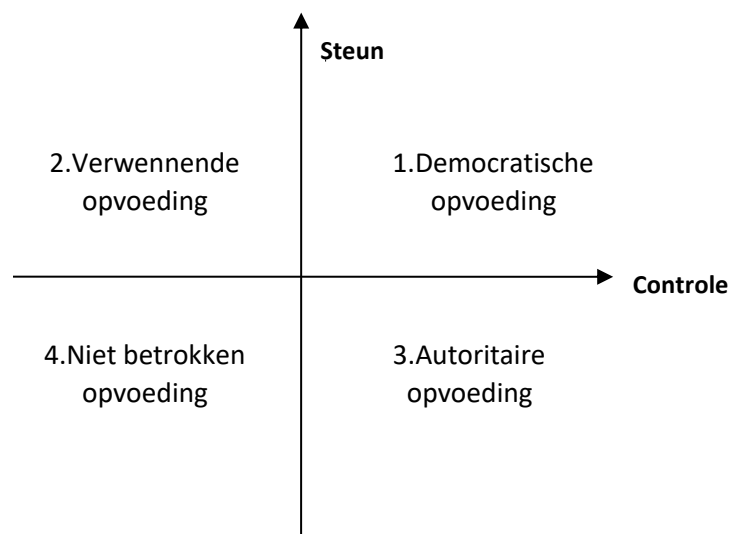 Steun
2.Verwennende
opvoeding
1.Democratische
opvoeding
Controle
4.Niet betrokken
opvoeding
3.Autoritaire
opvoeding